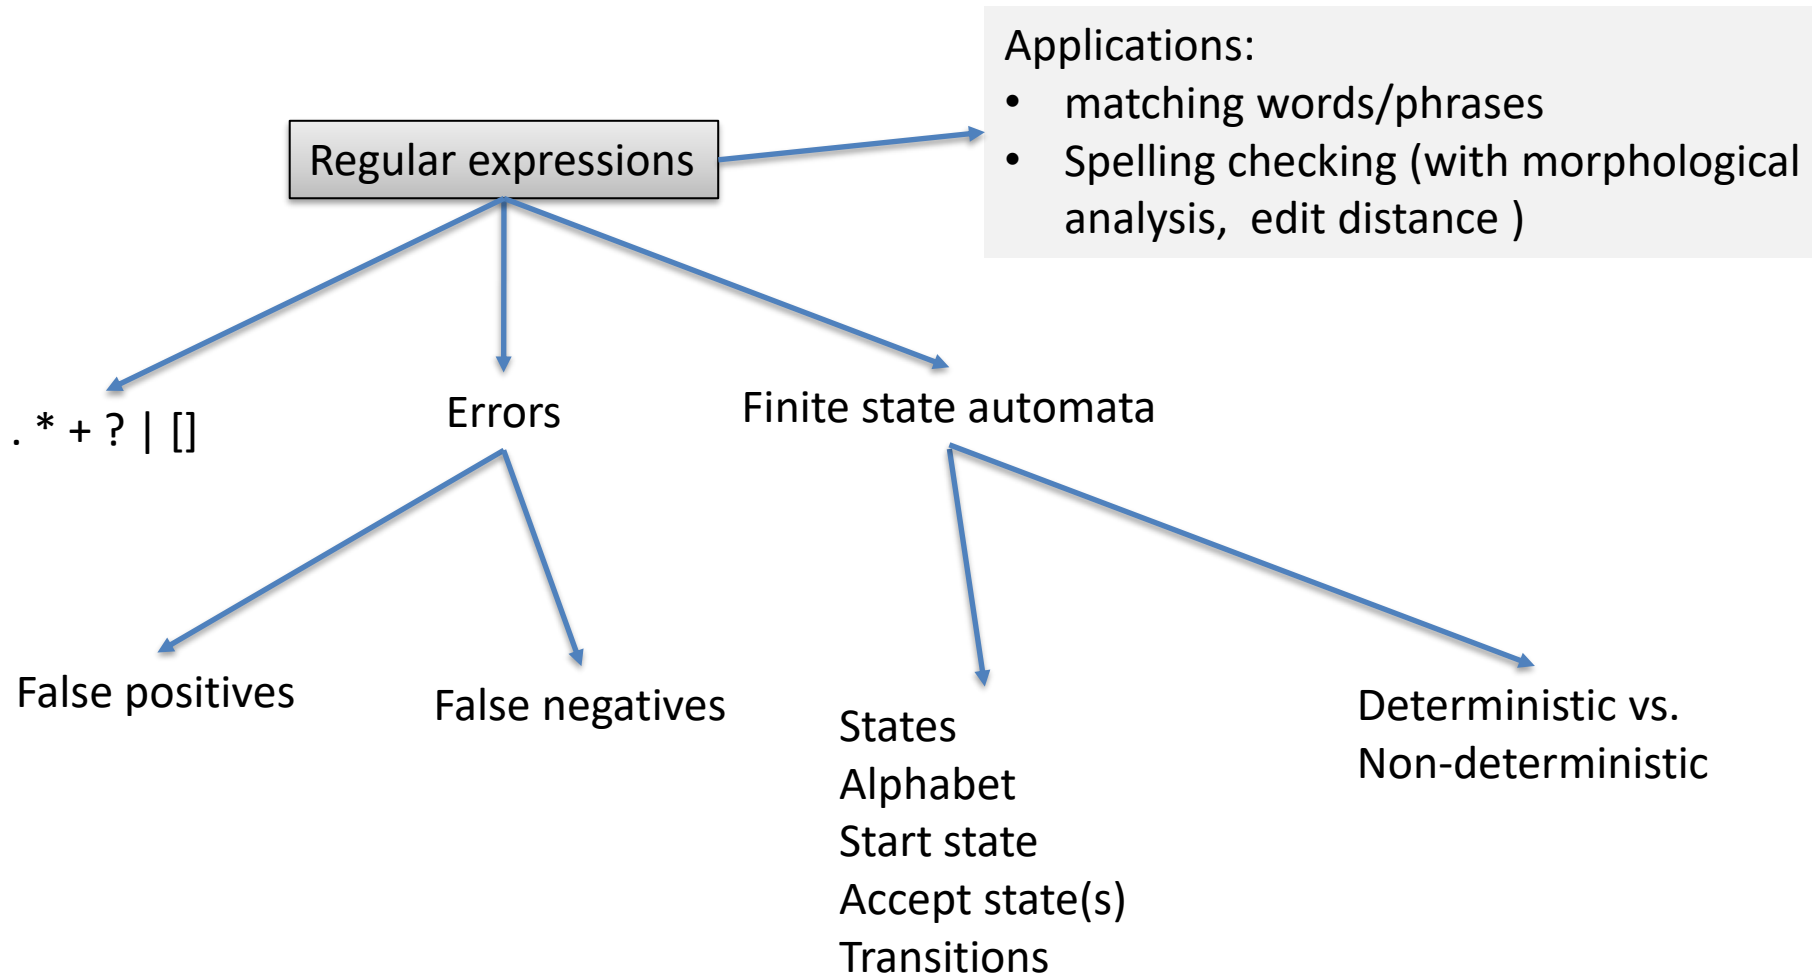 Applications:
• matching words/phrases
• Spelling checking (with morphological
analysis, edit distance )
Regular expressions
. * + ? | []
Errors
Finite state automata
False positives
False negatives
States
Alphabet
Start state
Accept state(s)
Transitions
Deterministic vs.
Non-deterministic